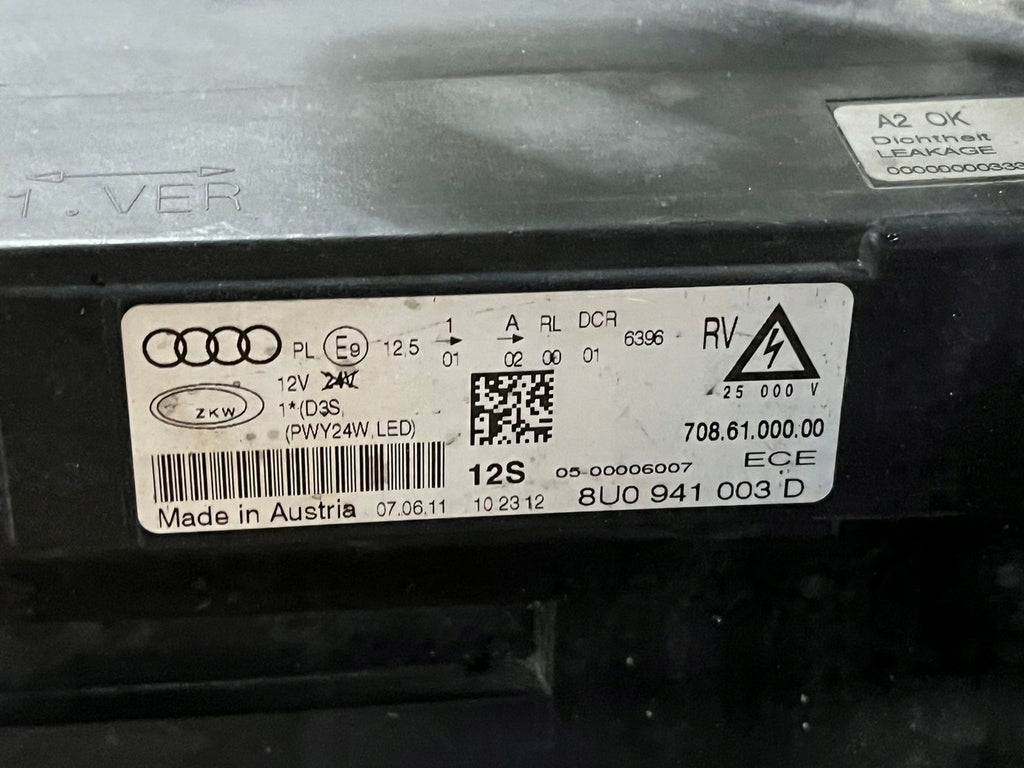 1.VER
A2 OK
Dichtheit
LEAKAGE
PL E9 12,5 1 A RL DCR 6396 RV
01 02 00 01
12V 24V
25 000 V
ZKW
1*(D3S,
(PWY24W,LED)
708.61.000.00
12S 05-00006007 ECE
Made in Austria 07.06.11 10 23 12 8U0 941 003 D